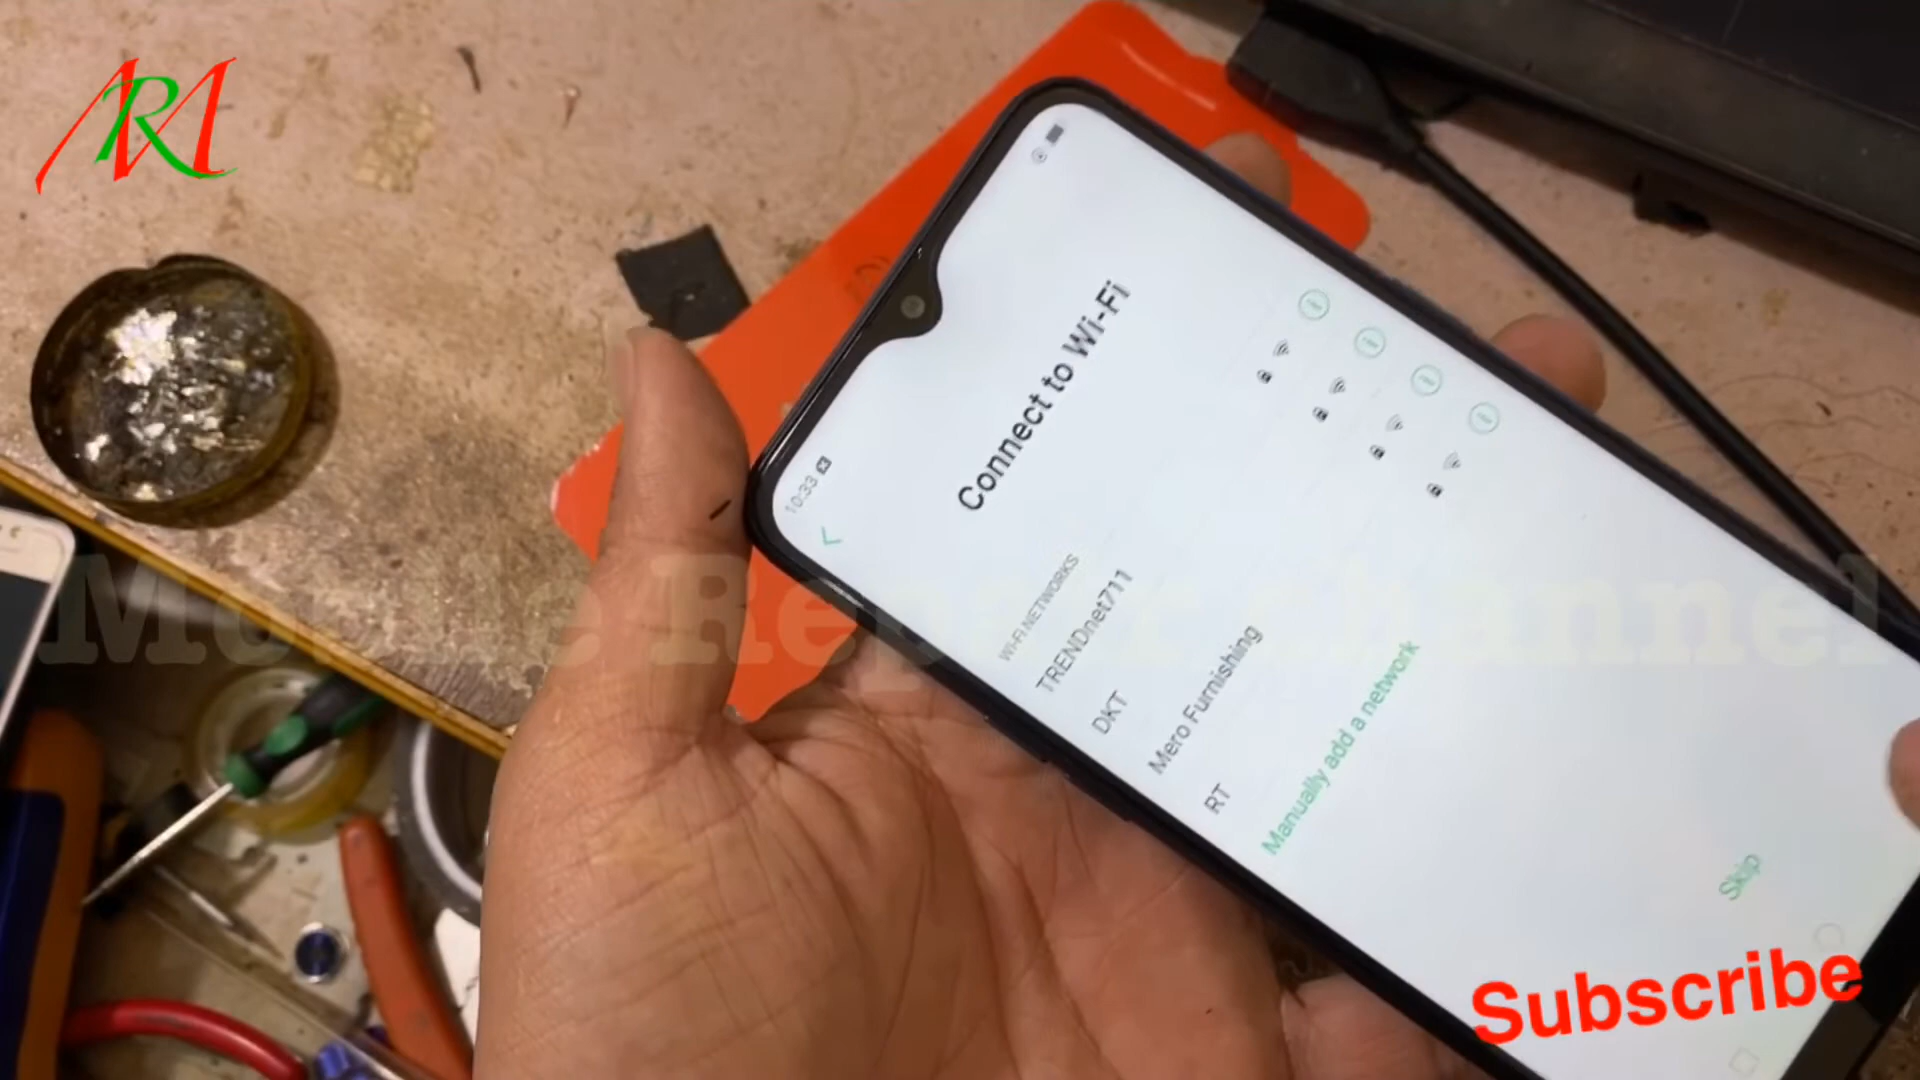 MRA
10:33
Connect to Wi-Fi
WI-FI NETWORKS
TRENDnet711
DKT
Mero Furnishing
RT
Manually add a network
Skip
Mobile Repair channel
Subscribe